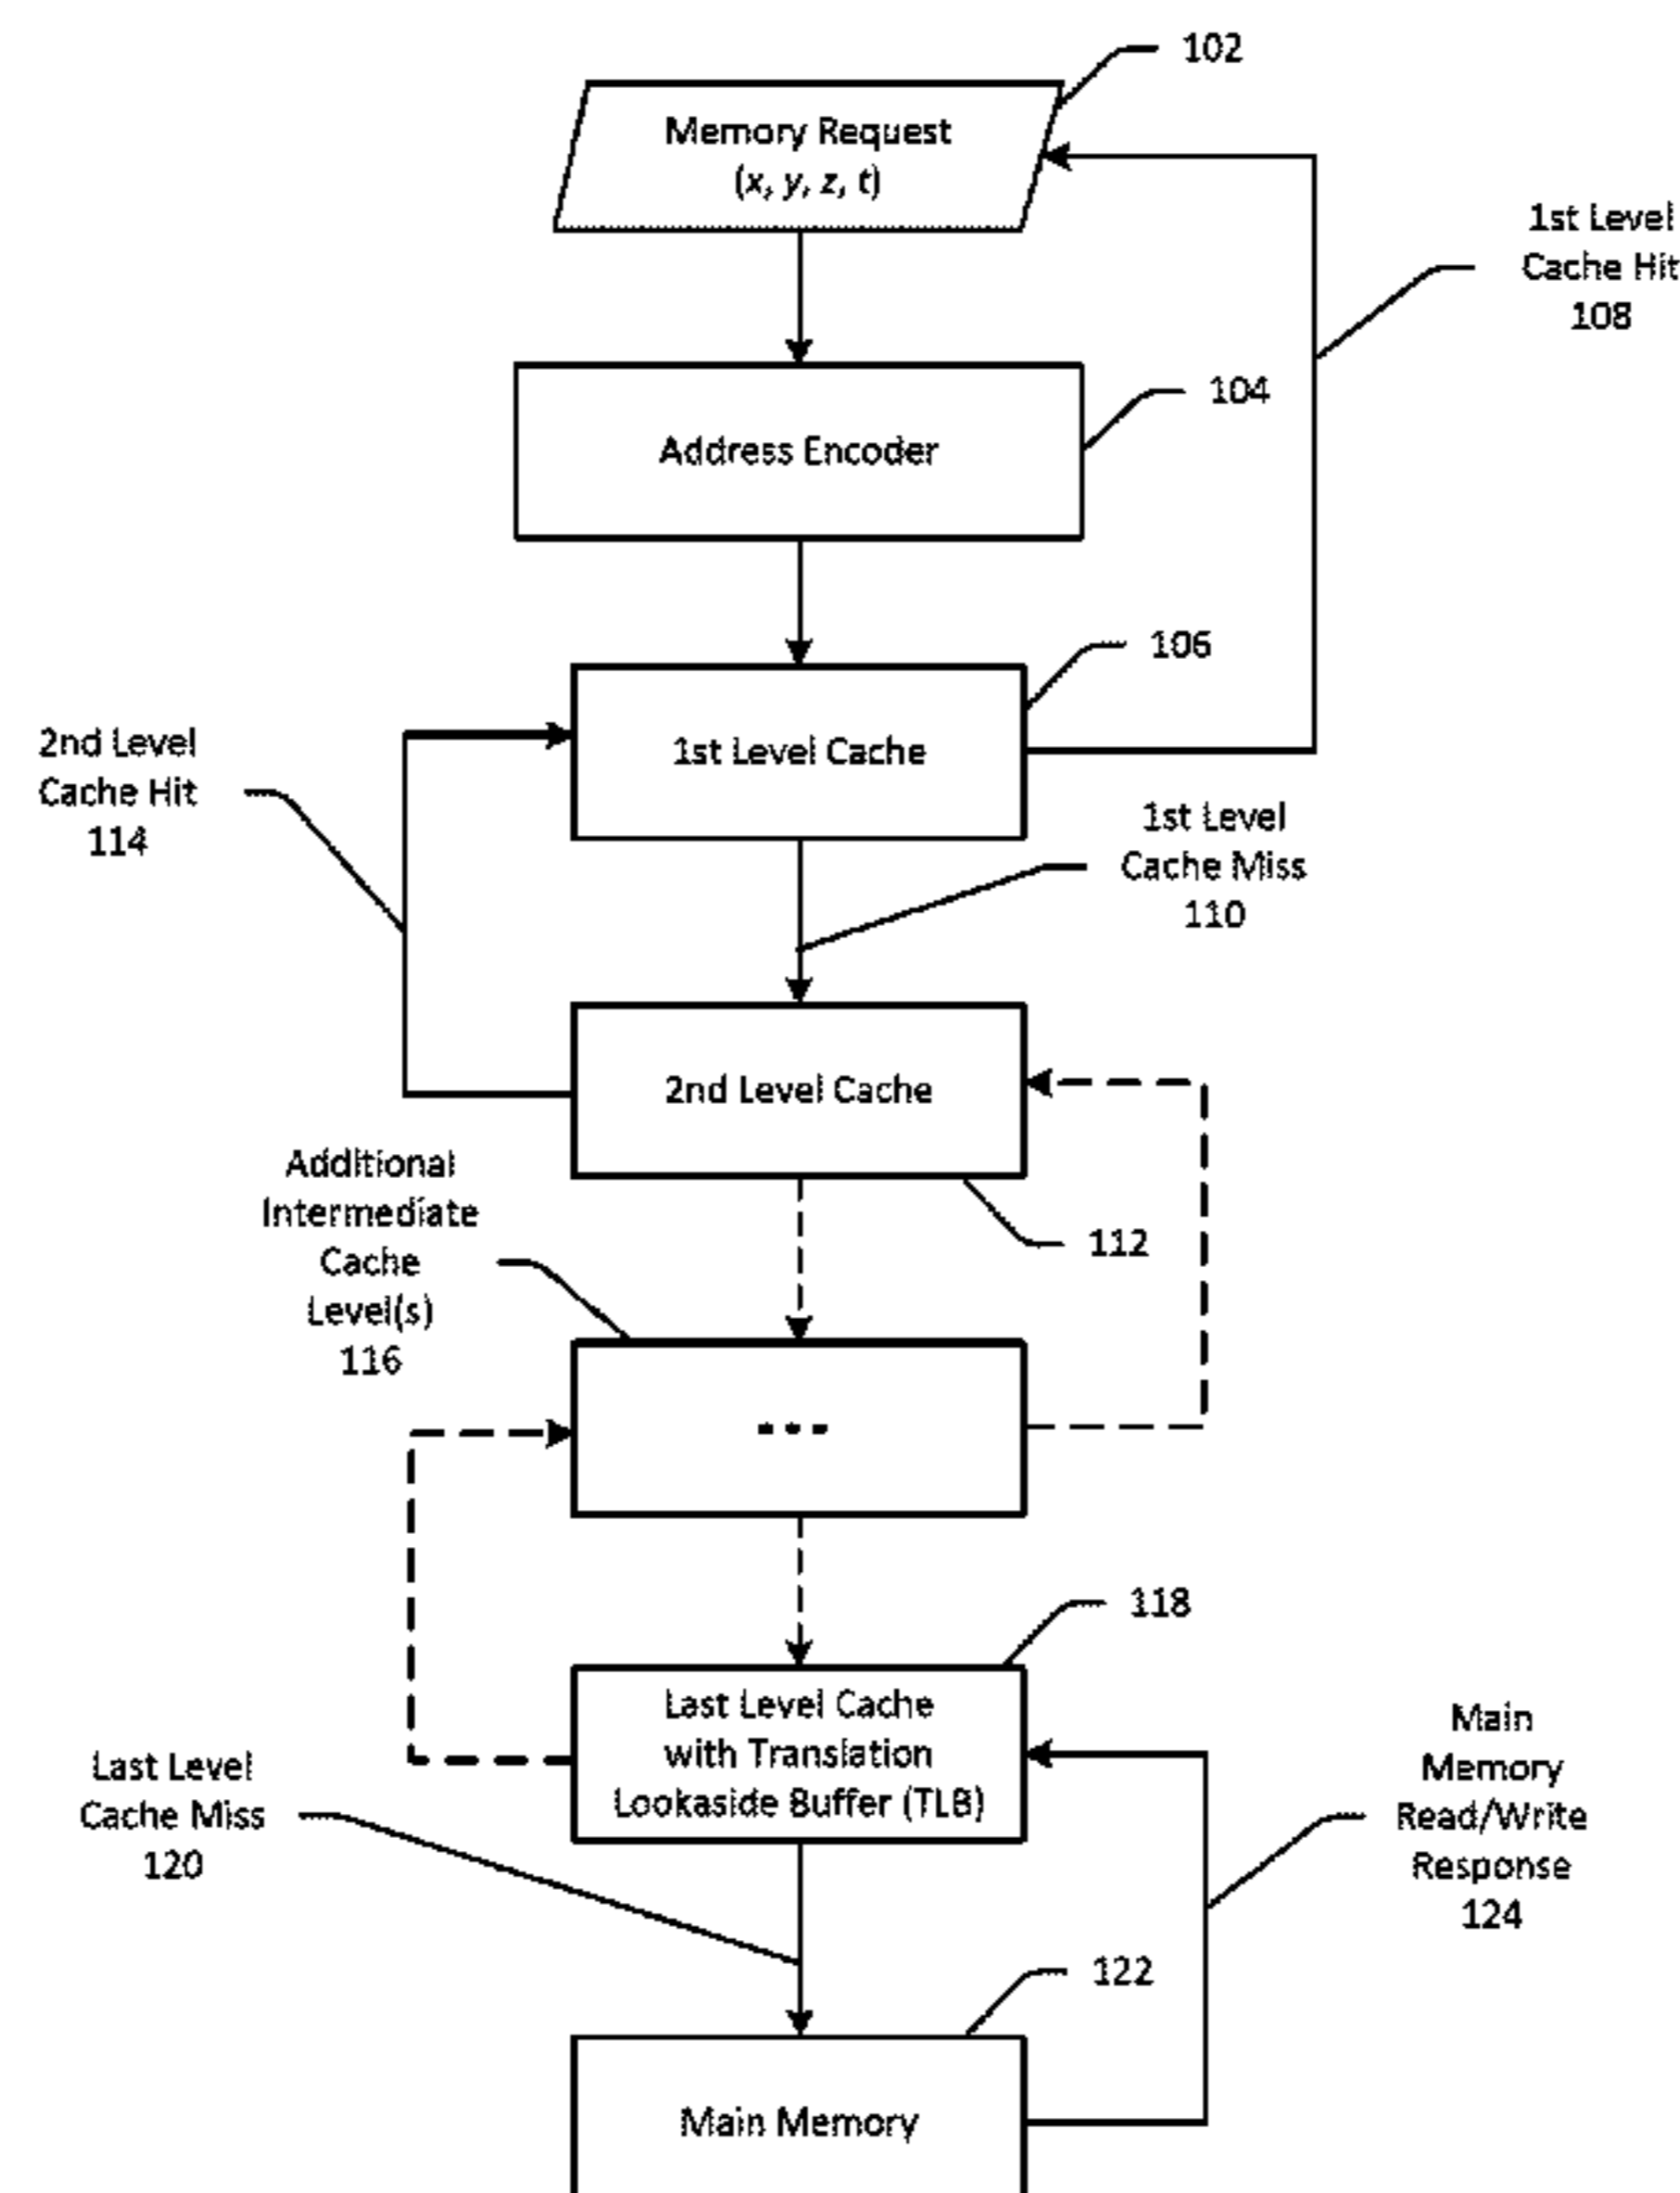 102
Memory Request
(x, y, z, t)
1st Level
Cache Hit
108
104
Address Encoder
106
1st Level Cache
2nd Level
Cache Hit
114
1st Level
Cache Miss
110
2nd Level Cache
112
Additional
Intermediate
Cache
Level(s)
116
...
118
Last Level Cache
with Translation
Lookaside Buffer (TLB)
Last Level
Cache Miss
120
Main
Memory
Read/Write
Response
124
122
Main Memory